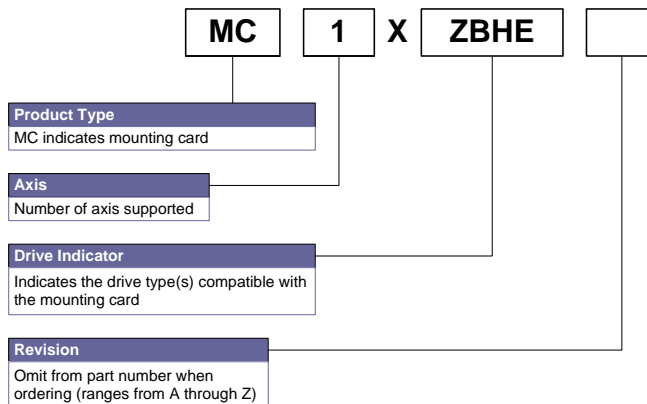 MC 1 X ZBHE
Product Type
MC indicates mounting card
Axis
Number of axis supported
Drive Indicator
Indicates the drive type(s) compatible with
the mounting card
Revision
Omit from part number when
ordering (ranges from A through Z)